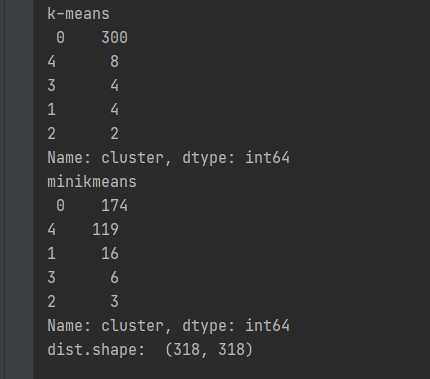 k-means
 0    300
4      8
3      4
1      4
2      2
Name: cluster, dtype: int64
minikmeans
 0    174
4    119
1     16
3      6
2      3
Name: cluster, dtype: int64
dist.shape:  (318, 318)